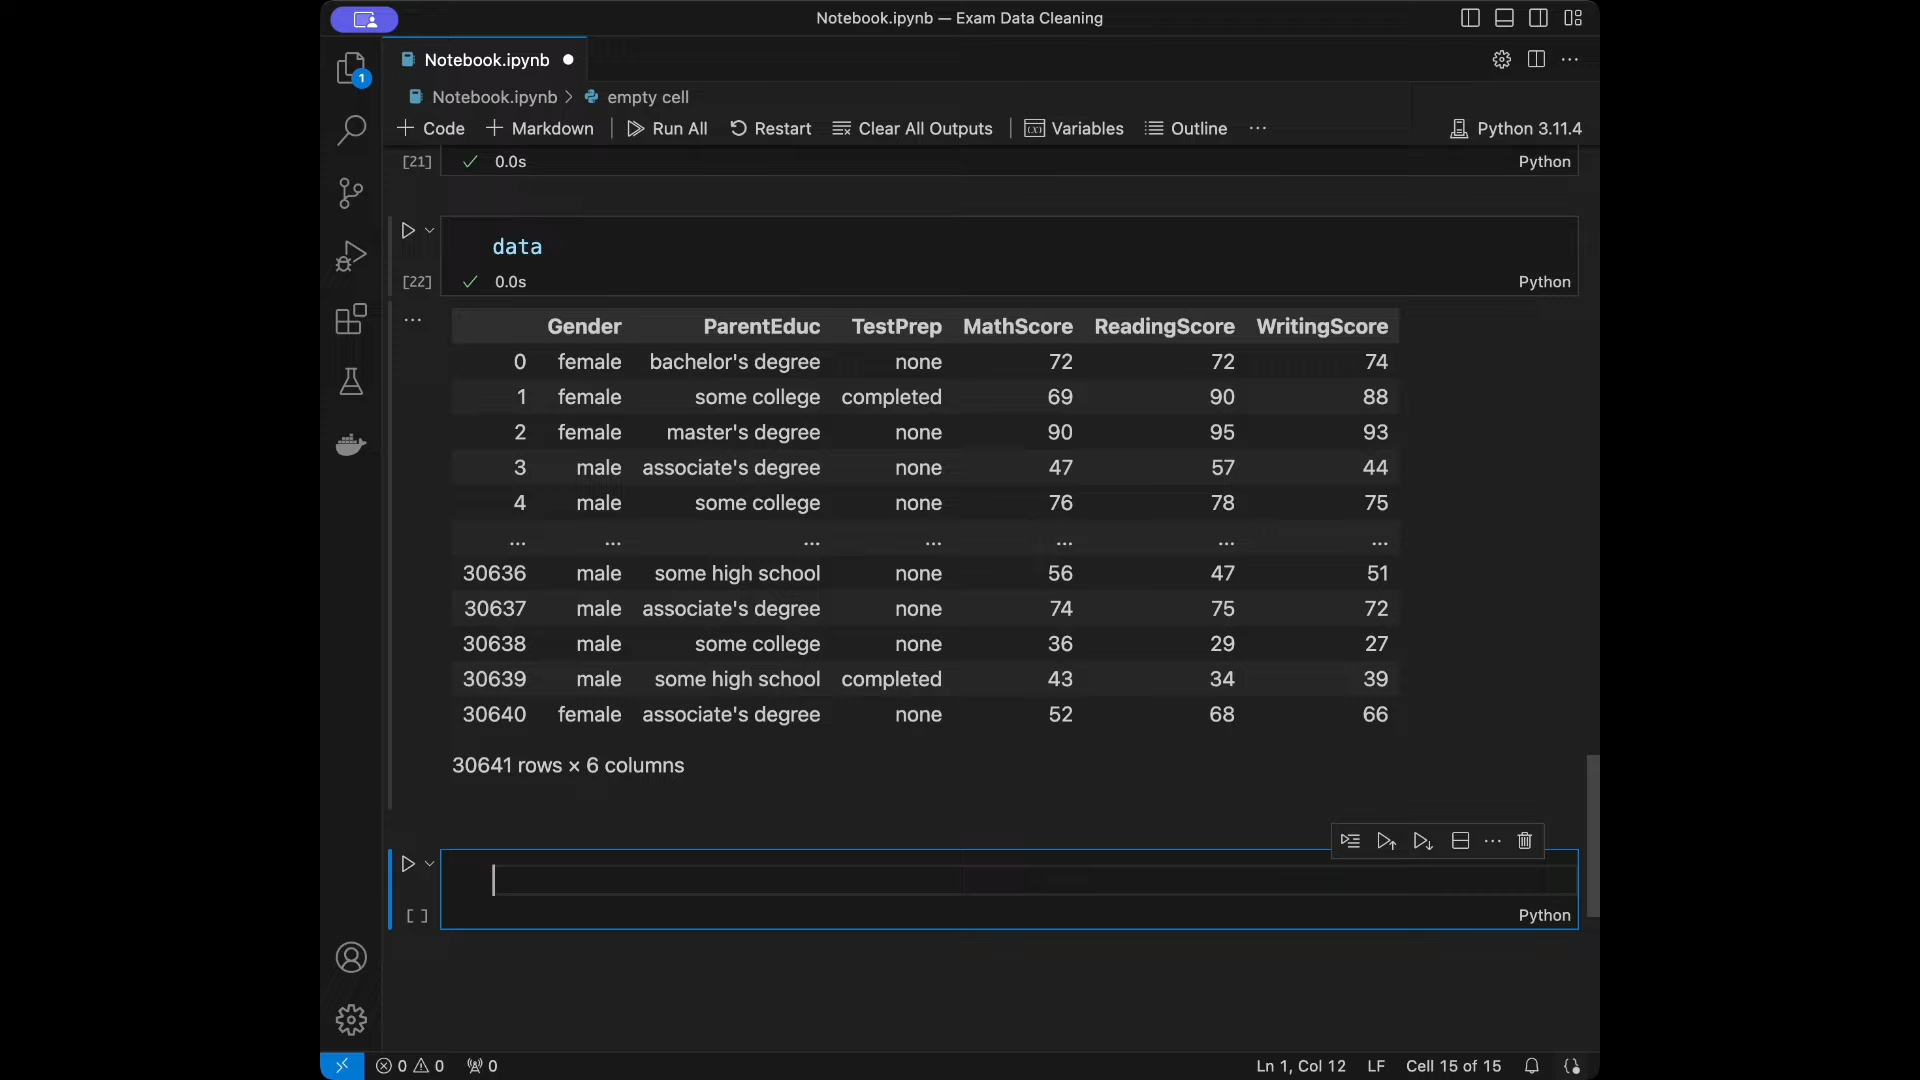 Notebook.ipynb — Exam Data Cleaning
Notebook.ipynb
1
Notebook.ipynb > empty cell
Code Markdown Run All Restart Clear All Outputs Variables Outline ... Python 3.11.4
[21] 0.0s Python
data
[22] 0.0s Python
Gender ParentEduc TestPrep MathScore ReadingScore WritingScore
0 female bachelor's degree none 72 72 74
1 female some college completed 69 90 88
2 female master's degree none 90 95 93
3 male associate's degree none 47 57 44
4 male some college none 76 78 75
... ... ... ... ... ... ...
30636 male some high school none 56 47 51
30637 male associate's degree none 74 75 72
30638 male some college none 36 29 27
30639 male some high school completed 43 34 39
30640 female associate's degree none 52 68 66
30641 rows × 6 columns
[ ] Python
0 0 0 Ln 1, Col 12 LF Cell 15 of 15